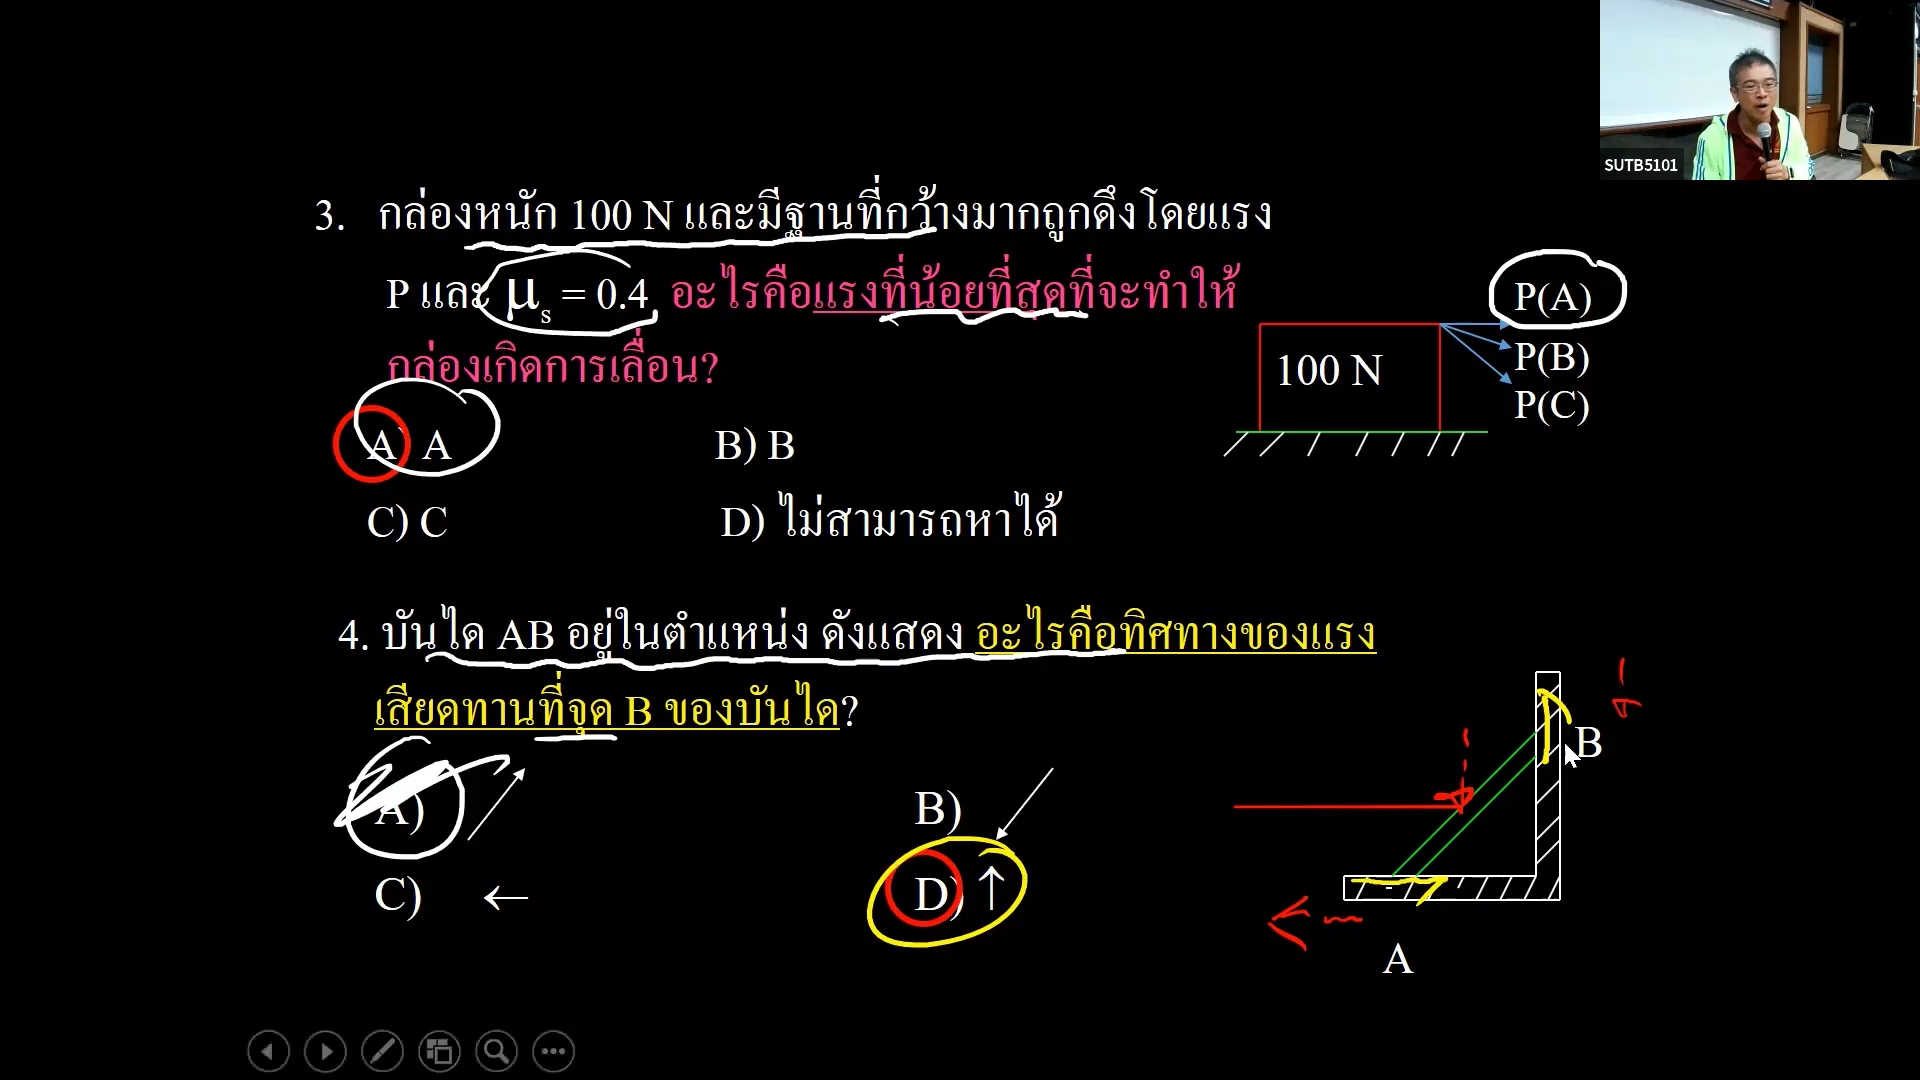 SUTB5101
3. กล่องหนัก 100 N และมีฐานที่กว้างมากถูกดึงโดยแรง
P และ μs = 0.4 อะไรคือแรงที่น้อยที่สุดที่จะทำให้
กล่องเกิดการเลื่อน?
P(A)
P(B)
P(C)
100 N
A) A
B) B
C) C
D) ไม่สามารถหาได้
4. บันได AB อยู่ในตำแหน่ง ดังแสดง อะไรคือทิศทางของแรง
เสียดทานที่จุด B ของบันได?
A)
B)
C) ←
D) ↑
B
A